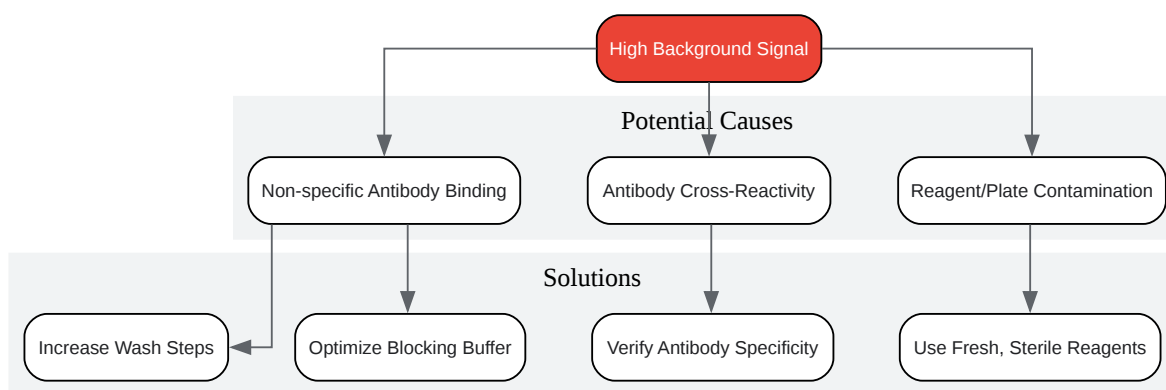 High Background Signal
Potential Causes
Non-specific Antibody Binding
Antibody Cross-Reactivity
Reagent/Plate Contamination
Solutions
Increase Wash Steps
Optimize Blocking Buffer
Verify Antibody Specificity
Use Fresh, Sterile Reagents